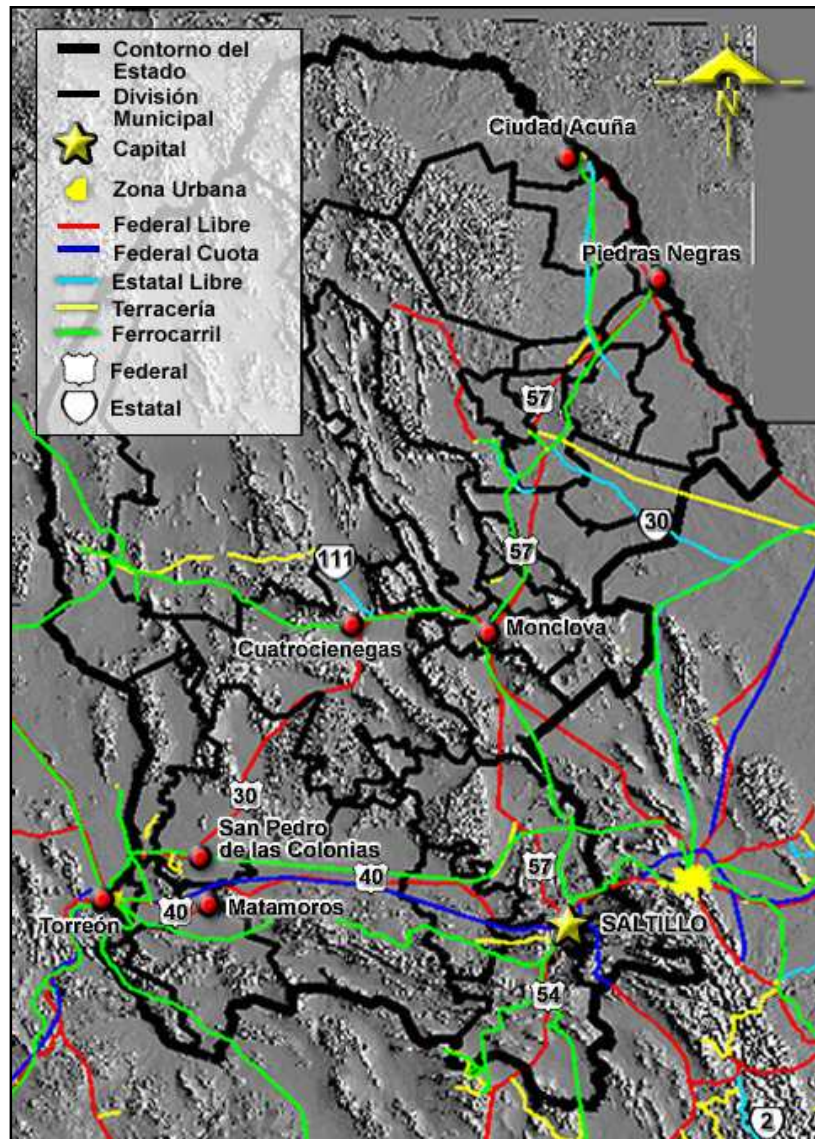 Contorno del
Estado
División
Municipal
Capital
Zona Urbana
Federal Libre
Federal Cuota
Estatal Libre
Terracería
Ferrocarril
Federal
Estatal
N
Ciudad Acuña
Piedras Negras
57
30
57
111
Cuatrocienegas
Monclova
30
San Pedro
de las Colonias
57
40
40
Torreón
Matamoros
SALTILLO
54
2